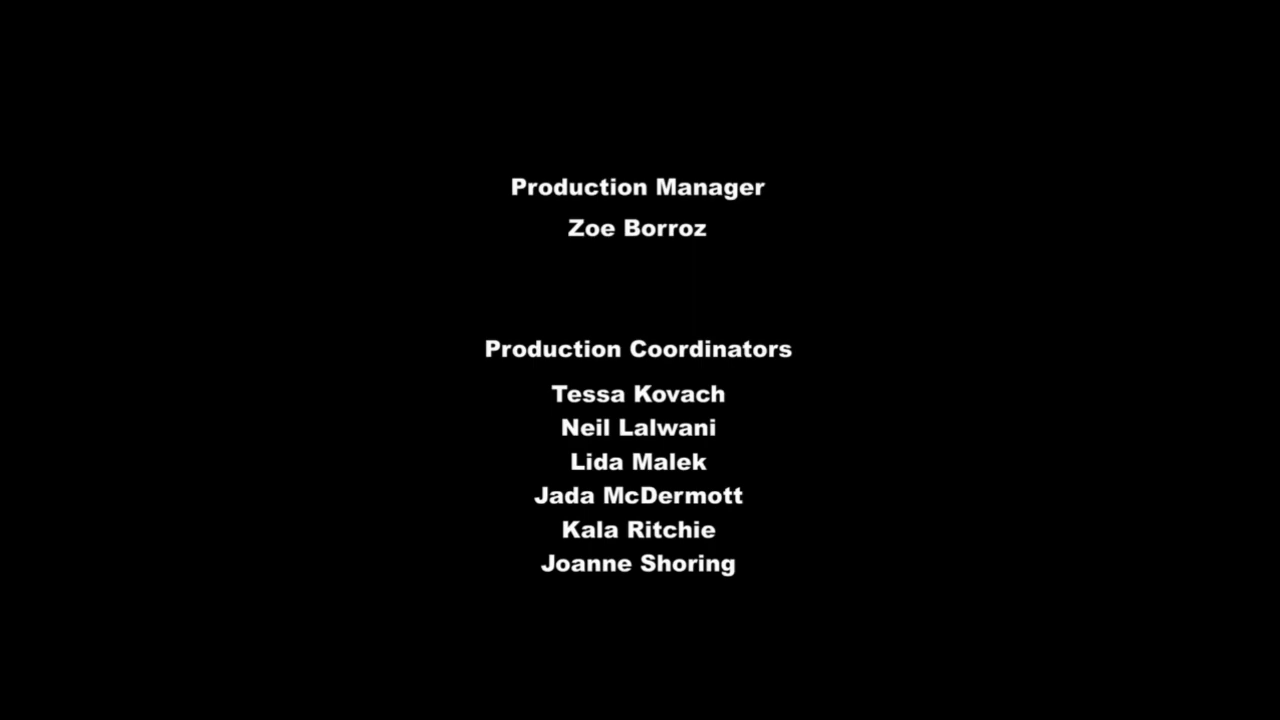 Production Manager
Zoe Borroz
Production Coordinators
Tessa Kovach
Neil Lalwani
Lida Malek
Jada McDermott
Kala Ritchie
Joanne Shoring